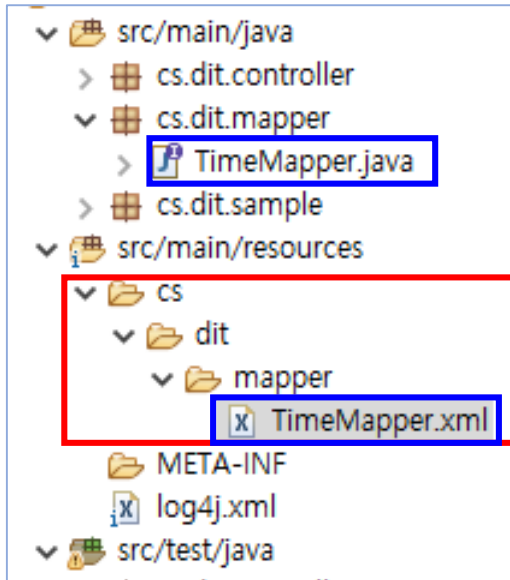 src/main/java
cs.dit.controller
cs.dit.mapper
TimeMapper.java
cs.dit.sample
src/main/resources
cs
dit
mapper
TimeMapper.xml
META-INF
log4j.xml
src/test/java